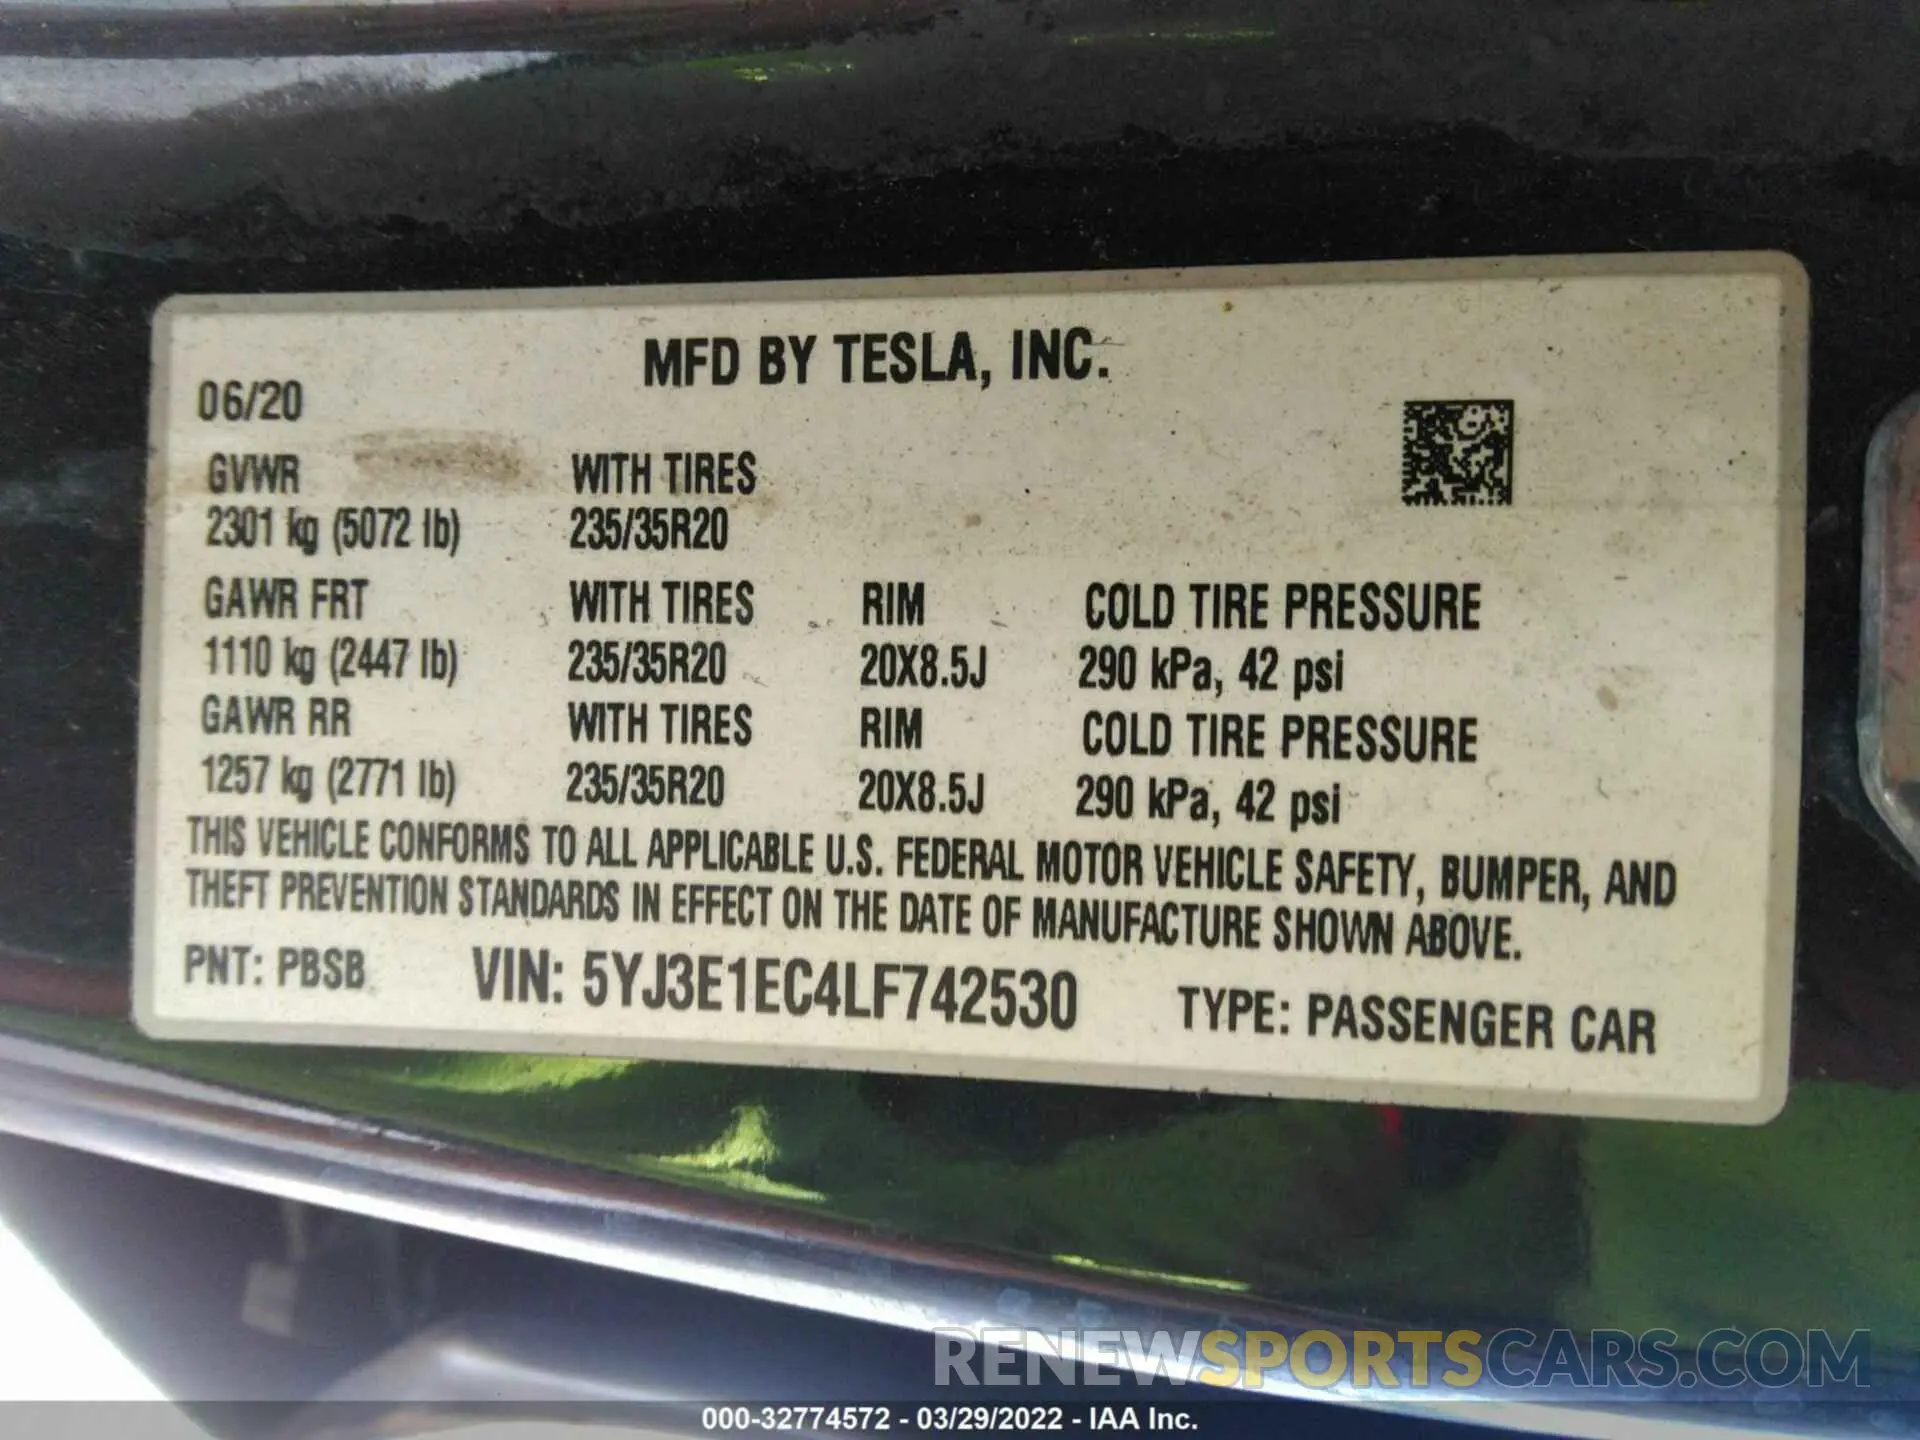 MFD BY TESLA, INC.
06/20
GVWR WITH TIRES
2301 kg (5072 lb) 235/35R20
GAWR FRT WITH TIRES RIM COLD TIRE PRESSURE
1110 kg (2447 lb) 235/35R20 20X8.5J 290 kPa, 42 psi
GAWR RR WITH TIRES RIM COLD TIRE PRESSURE
1257 kg (2771 lb) 235/35R20 20X8.5J 290 kPa, 42 psi
THIS VEHICLE CONFORMS TO ALL APPLICABLE U.S. FEDERAL MOTOR VEHICLE SAFETY, BUMPER, AND
THEFT PREVENTION STANDARDS IN EFFECT ON THE DATE OF MANUFACTURE SHOWN ABOVE.
PNT: PBSB VIN: 5YJ3E1EC4LF742530 TYPE: PASSENGER CAR
RENEWSPORTSCARS.COM
000-32774572 - 03/29/2022 - IAA Inc.